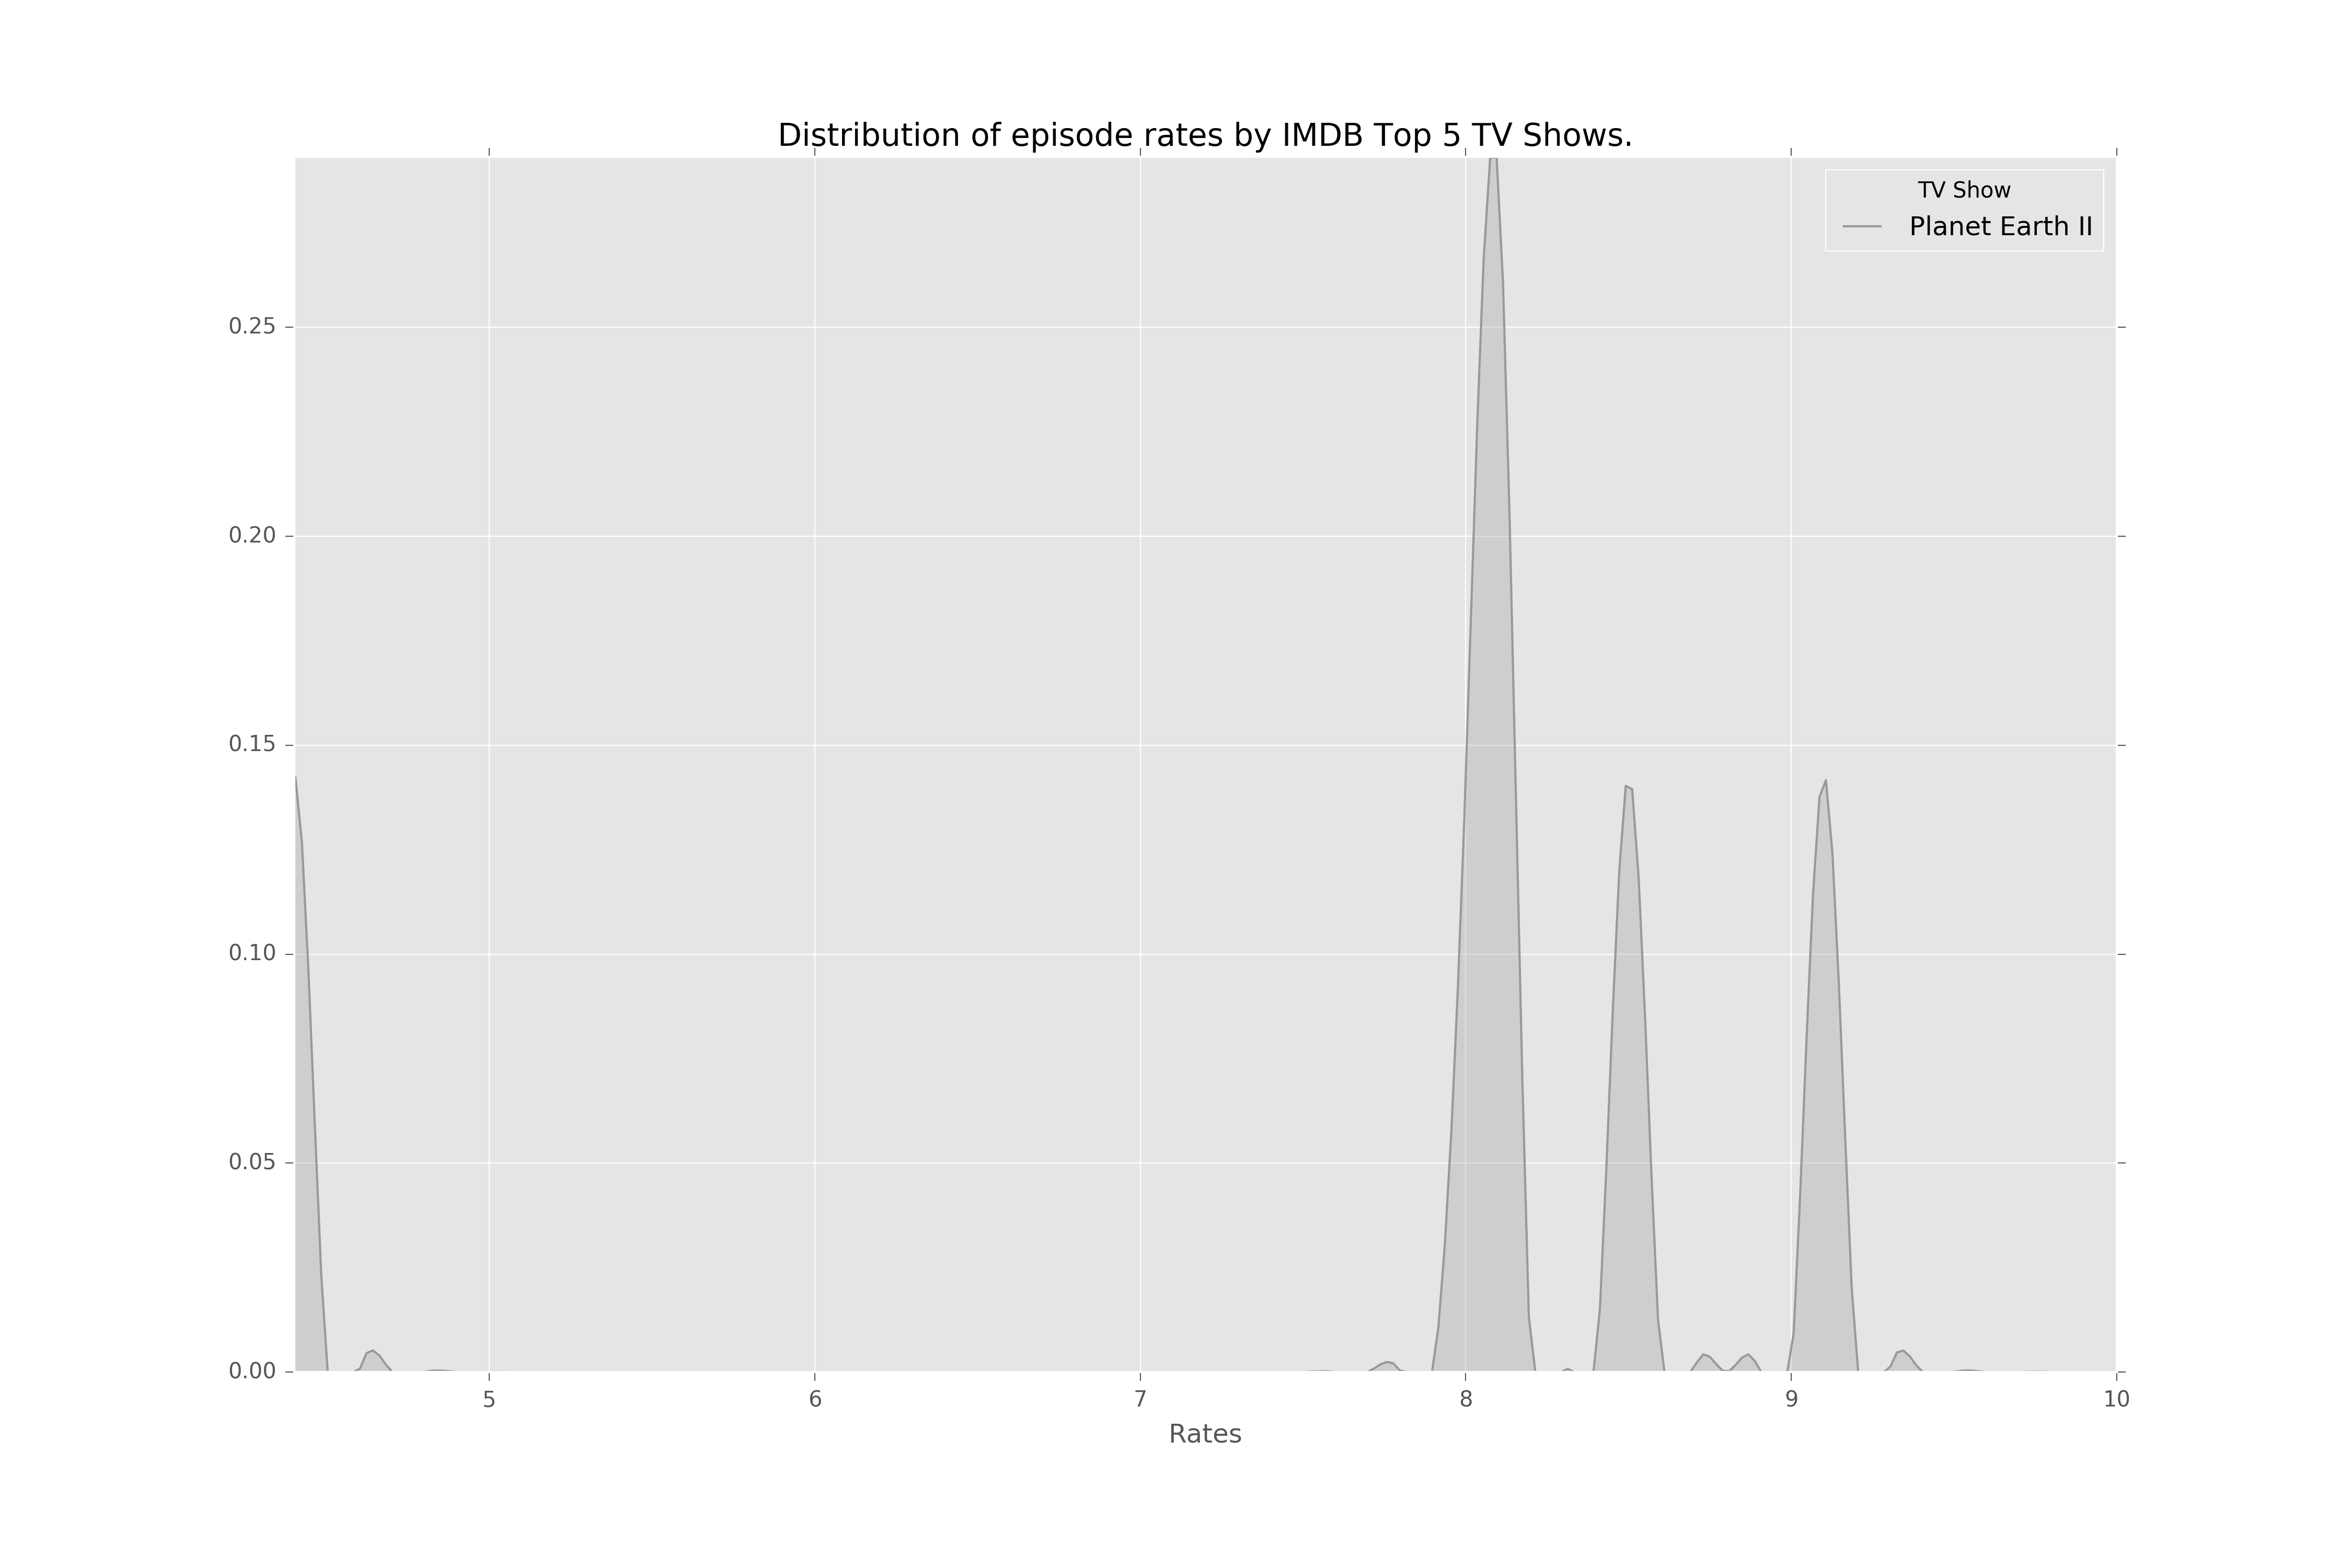 Distribution of episode rates by IMDB Top 5 TV Shows.
TV Show
Planet Earth II
0.25
0.20
0.15
0.10
0.05
0.00
5 6 7 8 9 10
Rates